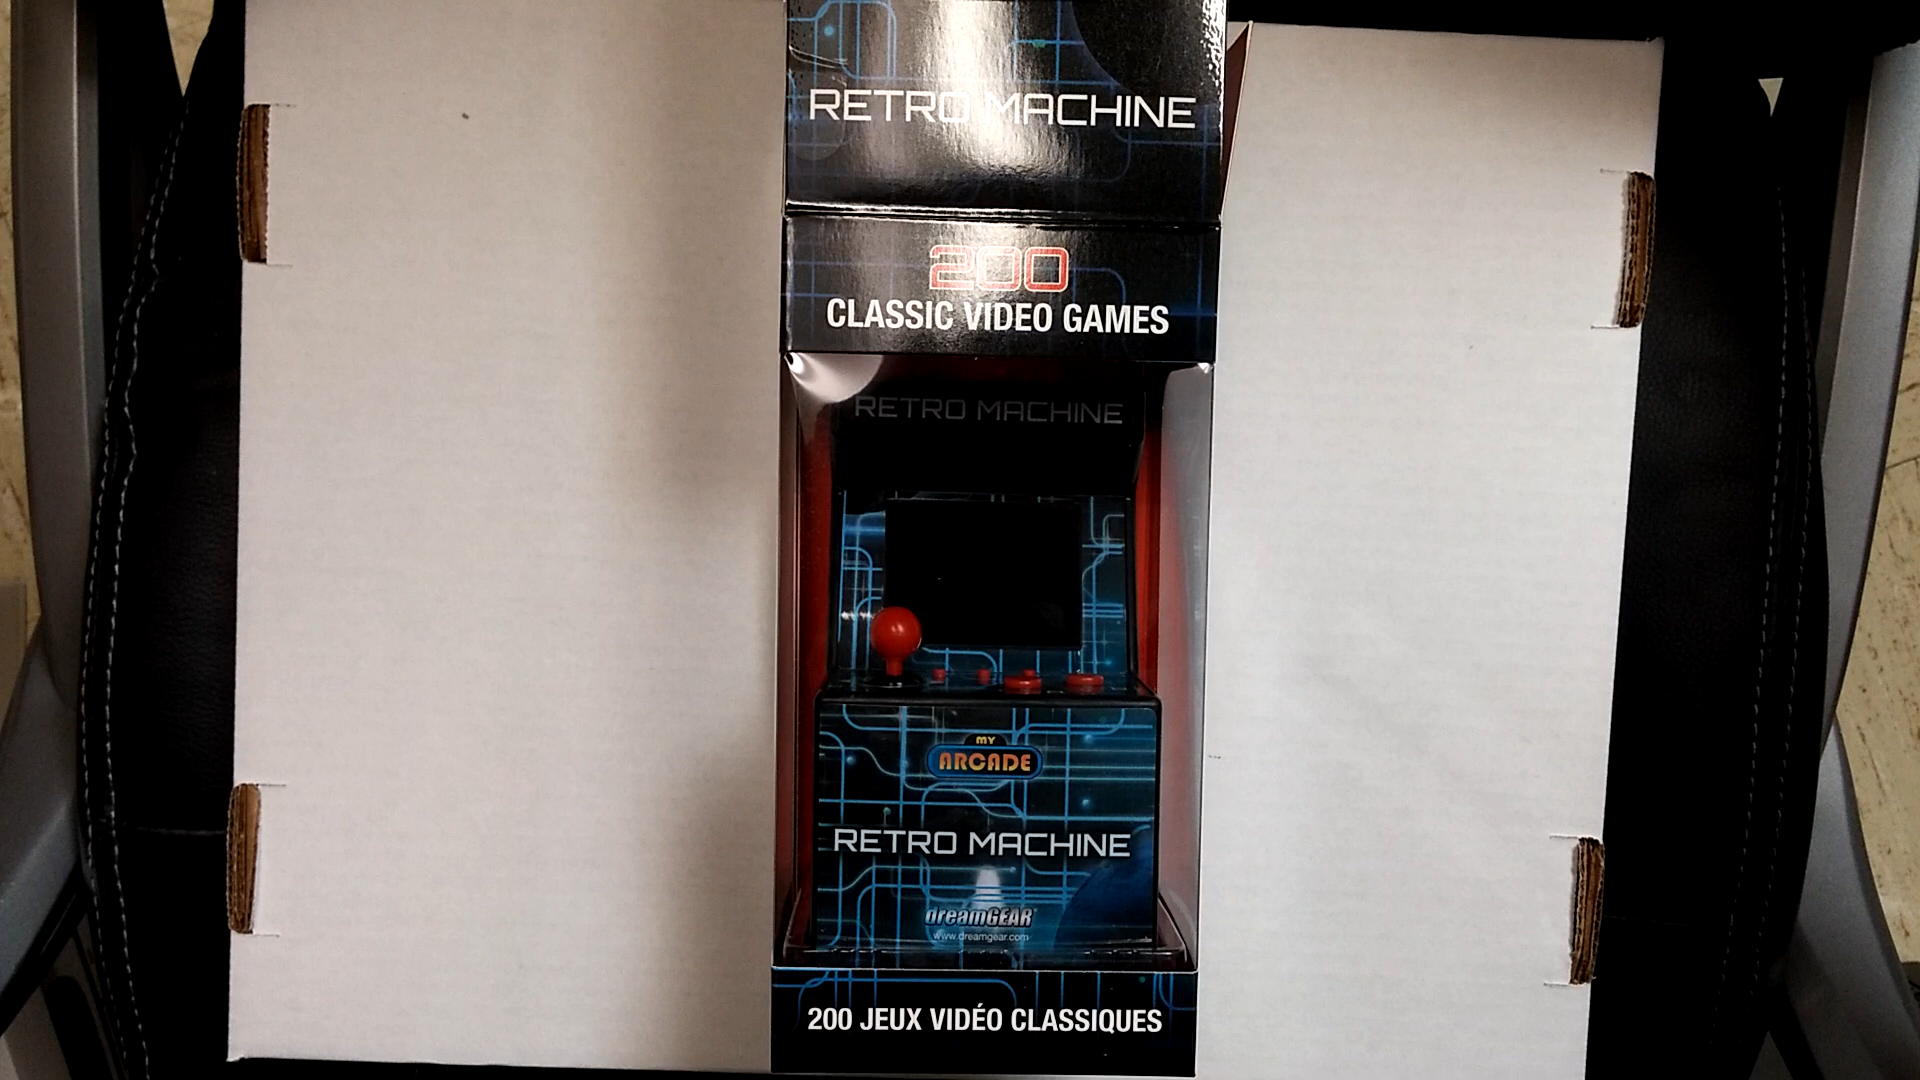 RETRO MACHINE
200
CLASSIC VIDEO GAMES
RETRO MACHINE
MY
ARCADE
RETRO MACHINE
dreamGEAR
www.dreamgear.com
200 JEUX VIDÉO CLASSIQUES